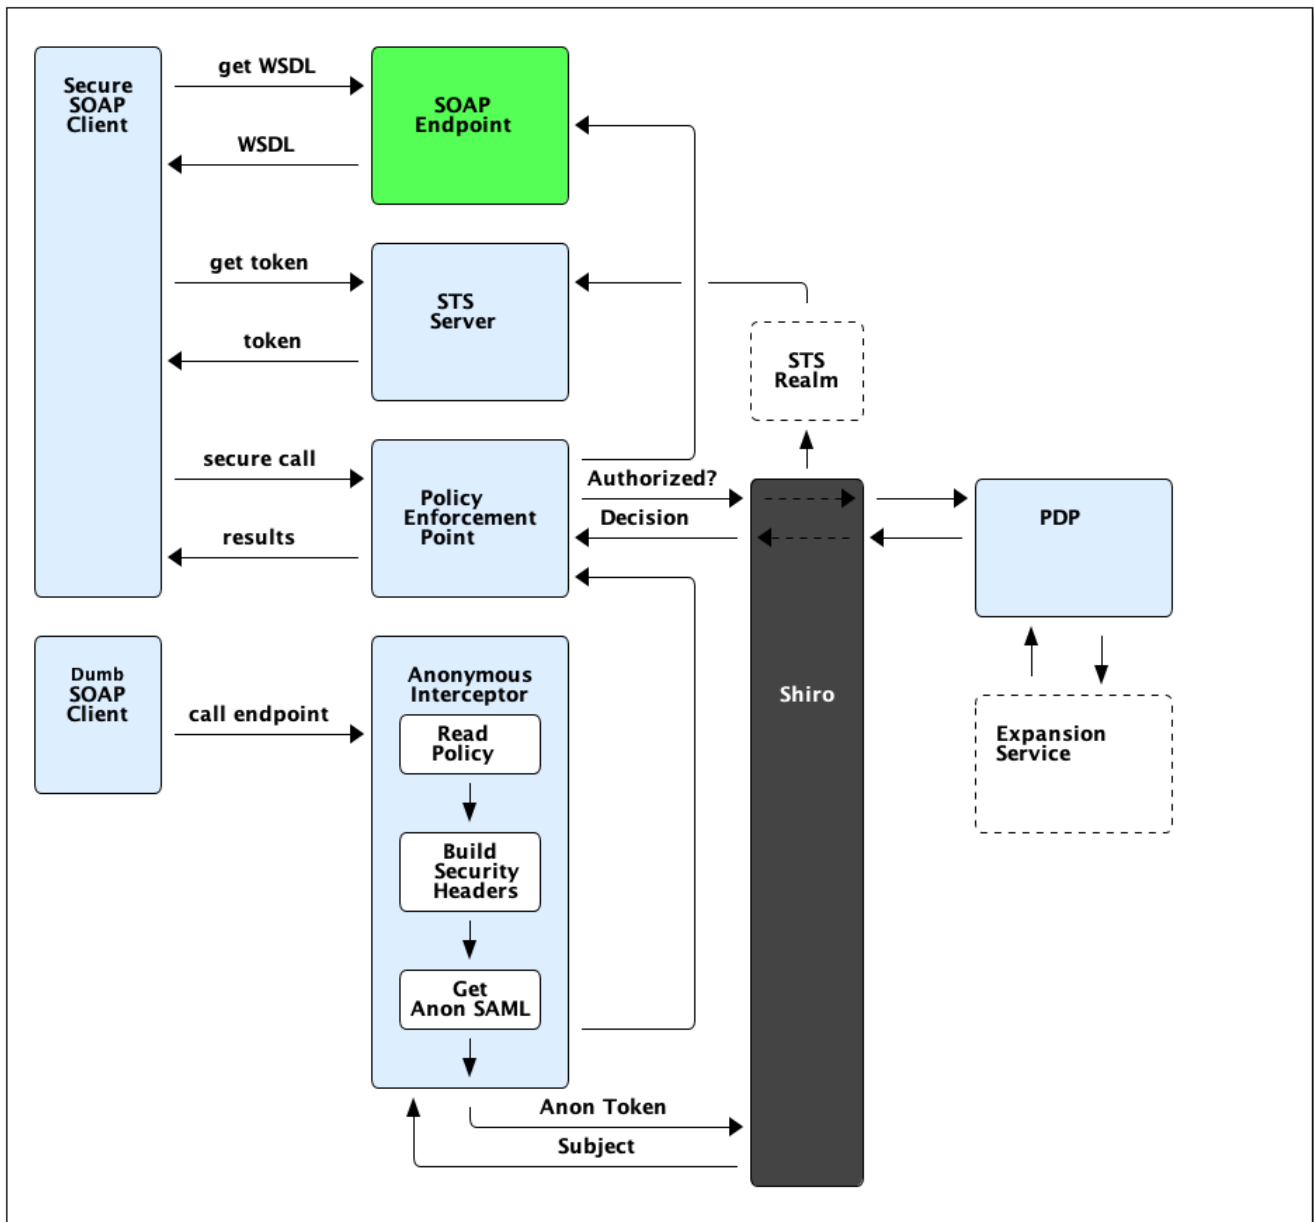 get WSDL
Secure
SOAP
Client
SOAP
Endpoint
WSDL
get token
STS
Server
token
STS
Realm
secure call
Authorized?
Policy
Enforcement
Point
Decision
PDP
results
Dumb
SOAP
Client
Anonymous
Interceptor
Shiro
call endpoint
Read
Policy
Expansion
Service
Build
Security
Headers
Get
Anon SAML
Anon Token
Subject